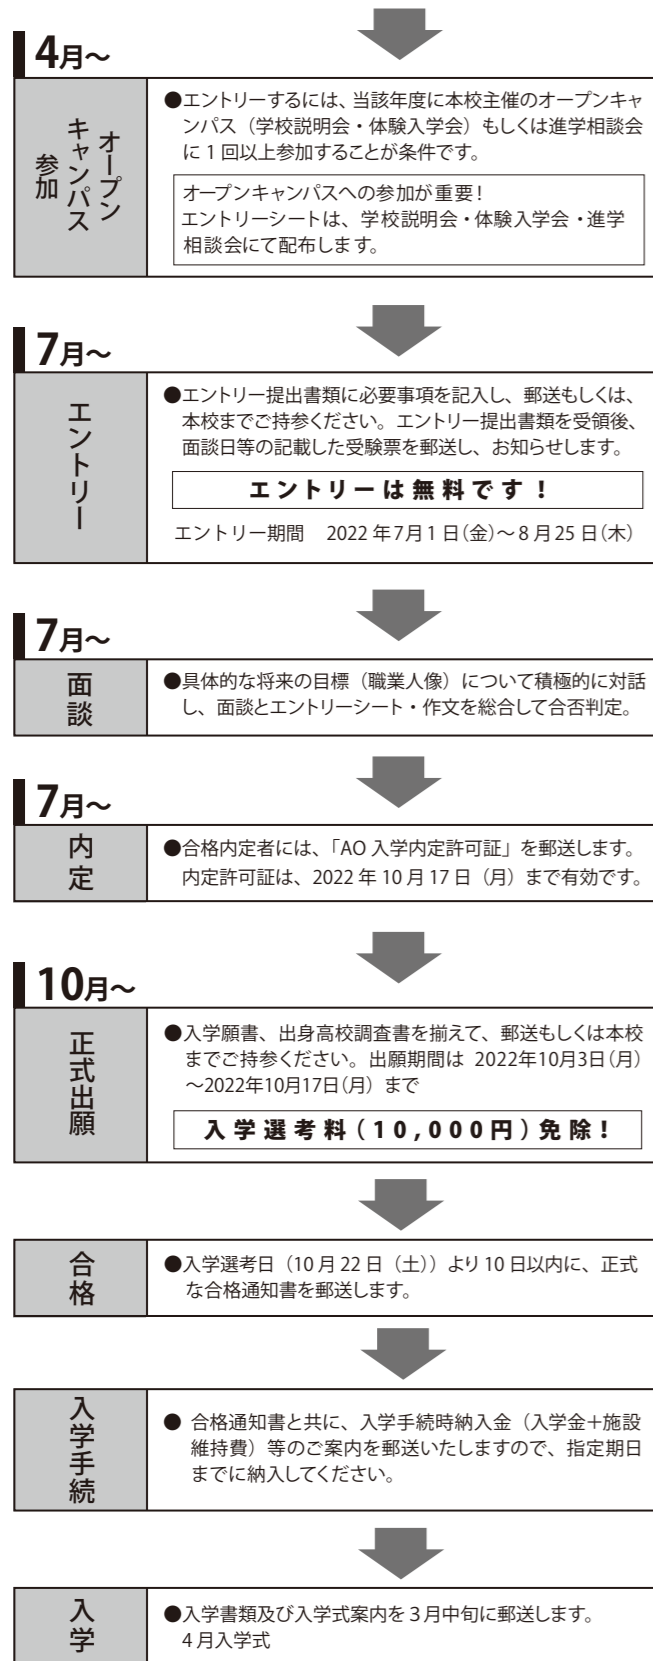 4月～
オープン
キャンパス
参加
●エントリーするには、当該年度に本校主催のオープンキャ
ンパス（学校説明会・体験入学会）もしくは進学相談会
に1回以上参加することが条件です。
オープンキャンパスへの参加が重要！
エントリーシートは、学校説明会・体験入学会・進学
相談会にて配布します。
7月～
エントリー
●エントリー提出書類に必要事項を記入し、郵送もしくは、
本校までご持参ください。エントリー提出書類を受領後、
面談日等の記載した受験票を郵送し、お知らせします。
エントリーは無料です！
エントリー期間　2022年7月1日（金）～8月25日（木）
7月～
面談
●具体的な将来の目標（職業人像）について積極的に対話
し、面談とエントリーシート・作文を総合して合否判定。
7月～
内定
●合格内定者には、「AO入学内定許可証」を郵送します。
内定許可証は、2022年10月17日（月）まで有効です。
10月～
正式出願
●入学願書、出身高校調査書を揃えて、郵送もしくは本校
までご持参ください。出願期間は 2022年10月3日（月）
～2022年10月17日（月）まで
入学選考料（10,000円）免除！
合格
●入学選考日（10月22日（土））より10日以内に、正式
な合格通知書を郵送します。
入学手続
● 合格通知書と共に、入学手続時納入金（入学金＋施設
維持費）等のご案内を郵送いたしますので、指定期日
までに納入してください。
入学
●入学書類及び入学式案内を3月中旬に郵送します。
4月入学式